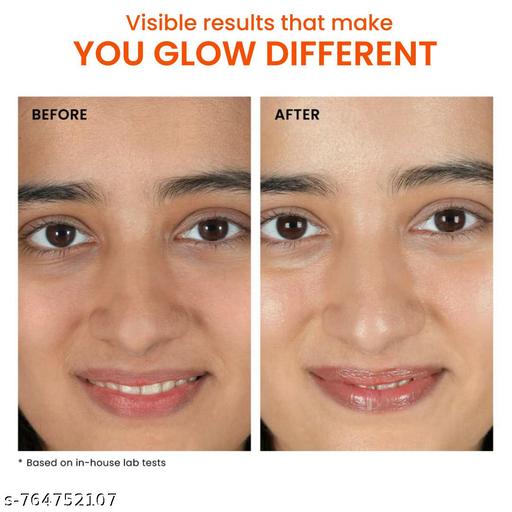 Visible results that make
YOU GLOW DIFFERENT
BEFORE
AFTER
* Based on in-house lab tests
s-764752107